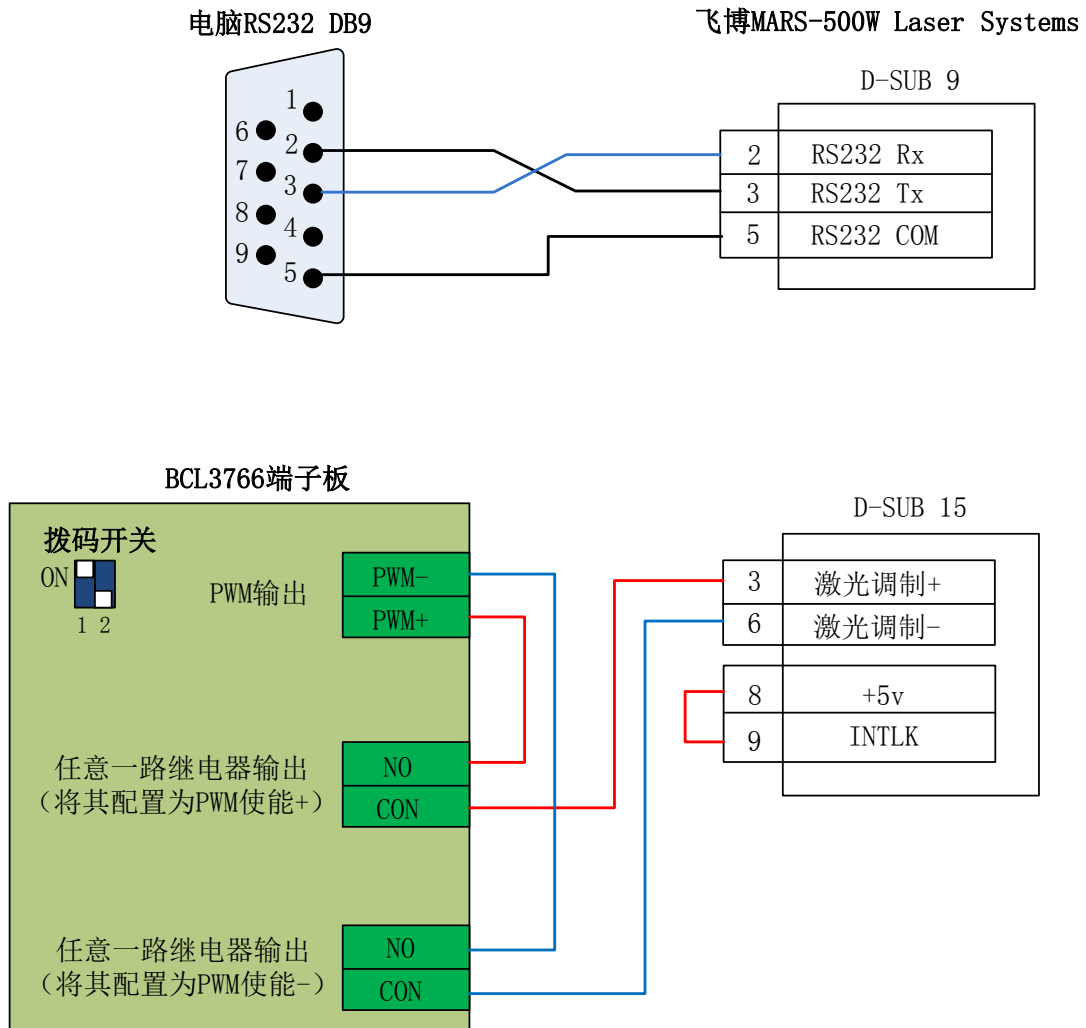 电脑RS232 DB9
飞博MARS-500W Laser Systems
D-SUB 9
1
6
2
7
3
8
4
9
5
2 RS232 Rx
3 RS232 Tx
5 RS232 COM
BCL3766端子板
拨码开关
ON
1 2
PWM输出
PWM-
PWM+
任意一路继电器输出
（将其配置为PWM使能+）
NO
CON
任意一路继电器输出
（将其配置为PWM使能-）
NO
CON
D-SUB 15
3 激光调制+
6 激光调制-
8 +5v
9 INTLK